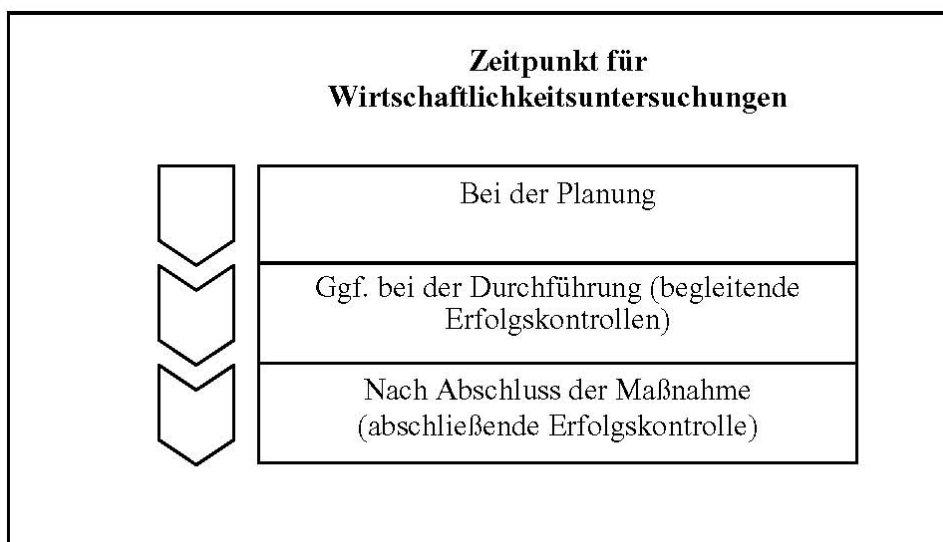 Zeitpunkt für
Wirtschaftlichkeitsuntersuchungen
Bei der Planung
Ggf. bei der Durchführung (begleitende
Erfolgskontrollen)
Nach Abschluss der Maßnahme
(abschließende Erfolgskontrolle)